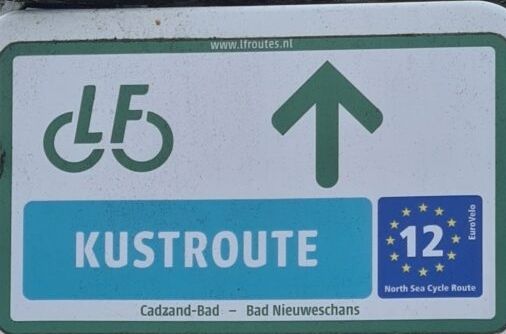 www.lfroutes.nl
LF
KUSTROUTE
12
EuroVelo
North Sea Cycle Route
Cadzand-Bad – Bad Nieuweschans